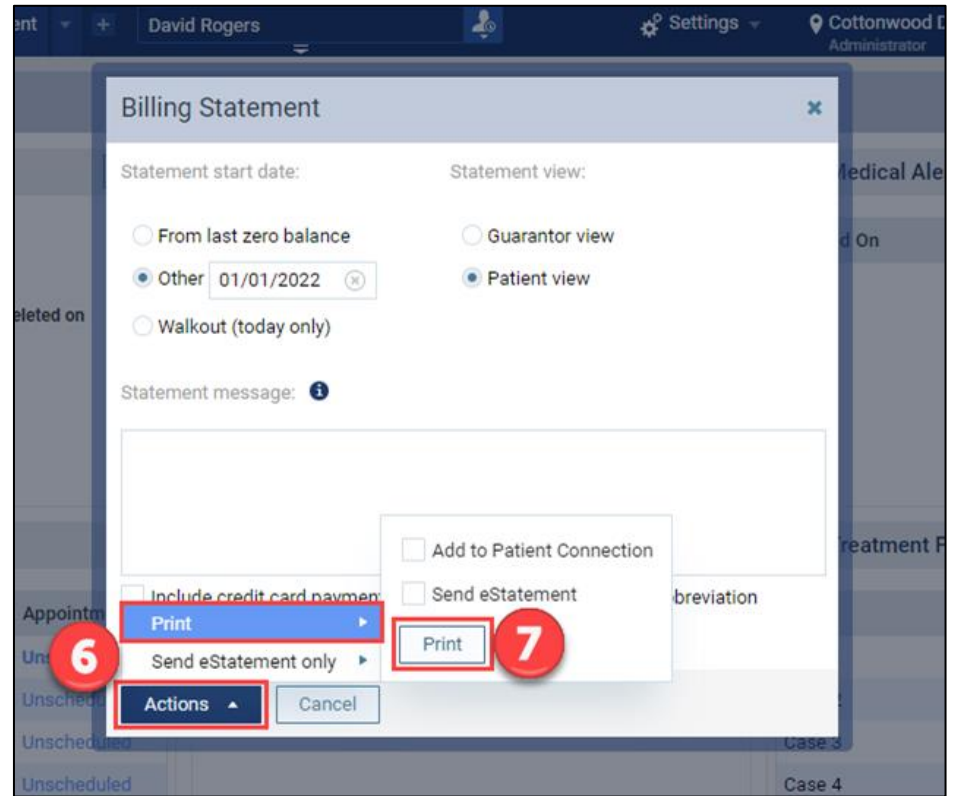 ent + David Rogers Settings Cottonwood D
Administrator
Billing Statement
Statement start date: Statement view:
Medical Ale
From last zero balance Guarantor view
d On
Other 01/01/2022 Patient view
eleted on
Walkout (today only)
Statement message:
Add to Patient Connection
Treatment P
Include credit card paymen Send eStatement bbreviation
Appointm
Print
Print 7
6 Send eStatement only
Uns
Actions Cancel
Unschedu
Unscheduled Case 3
Unscheduled Case 4